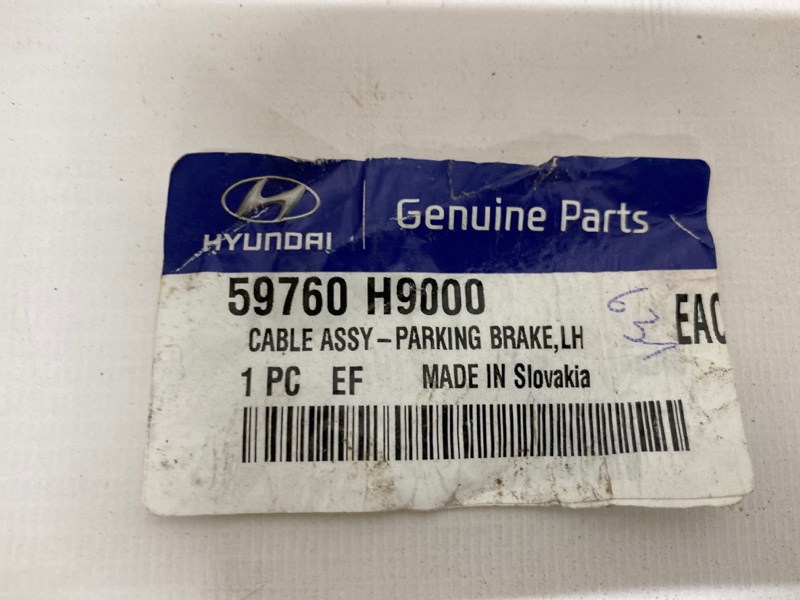 HYUNDAI
Genuine Parts
59760 H9000
CABLE ASSY-PARKING BRAKE,LH
EAC
1 PC EF MADE IN Slovakia